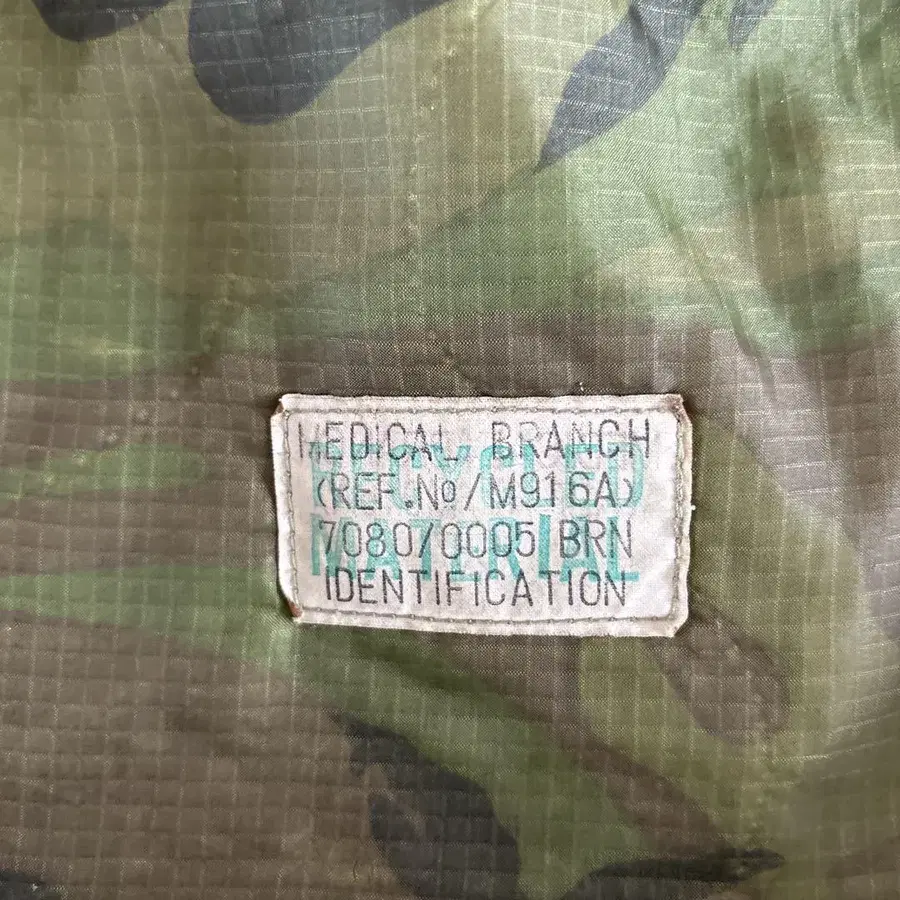 MEDICAL BRANCH
RECYCLED
(REF.No/M916A)
7080/0005 BRN
MATERIAL
IDENTIFICATION